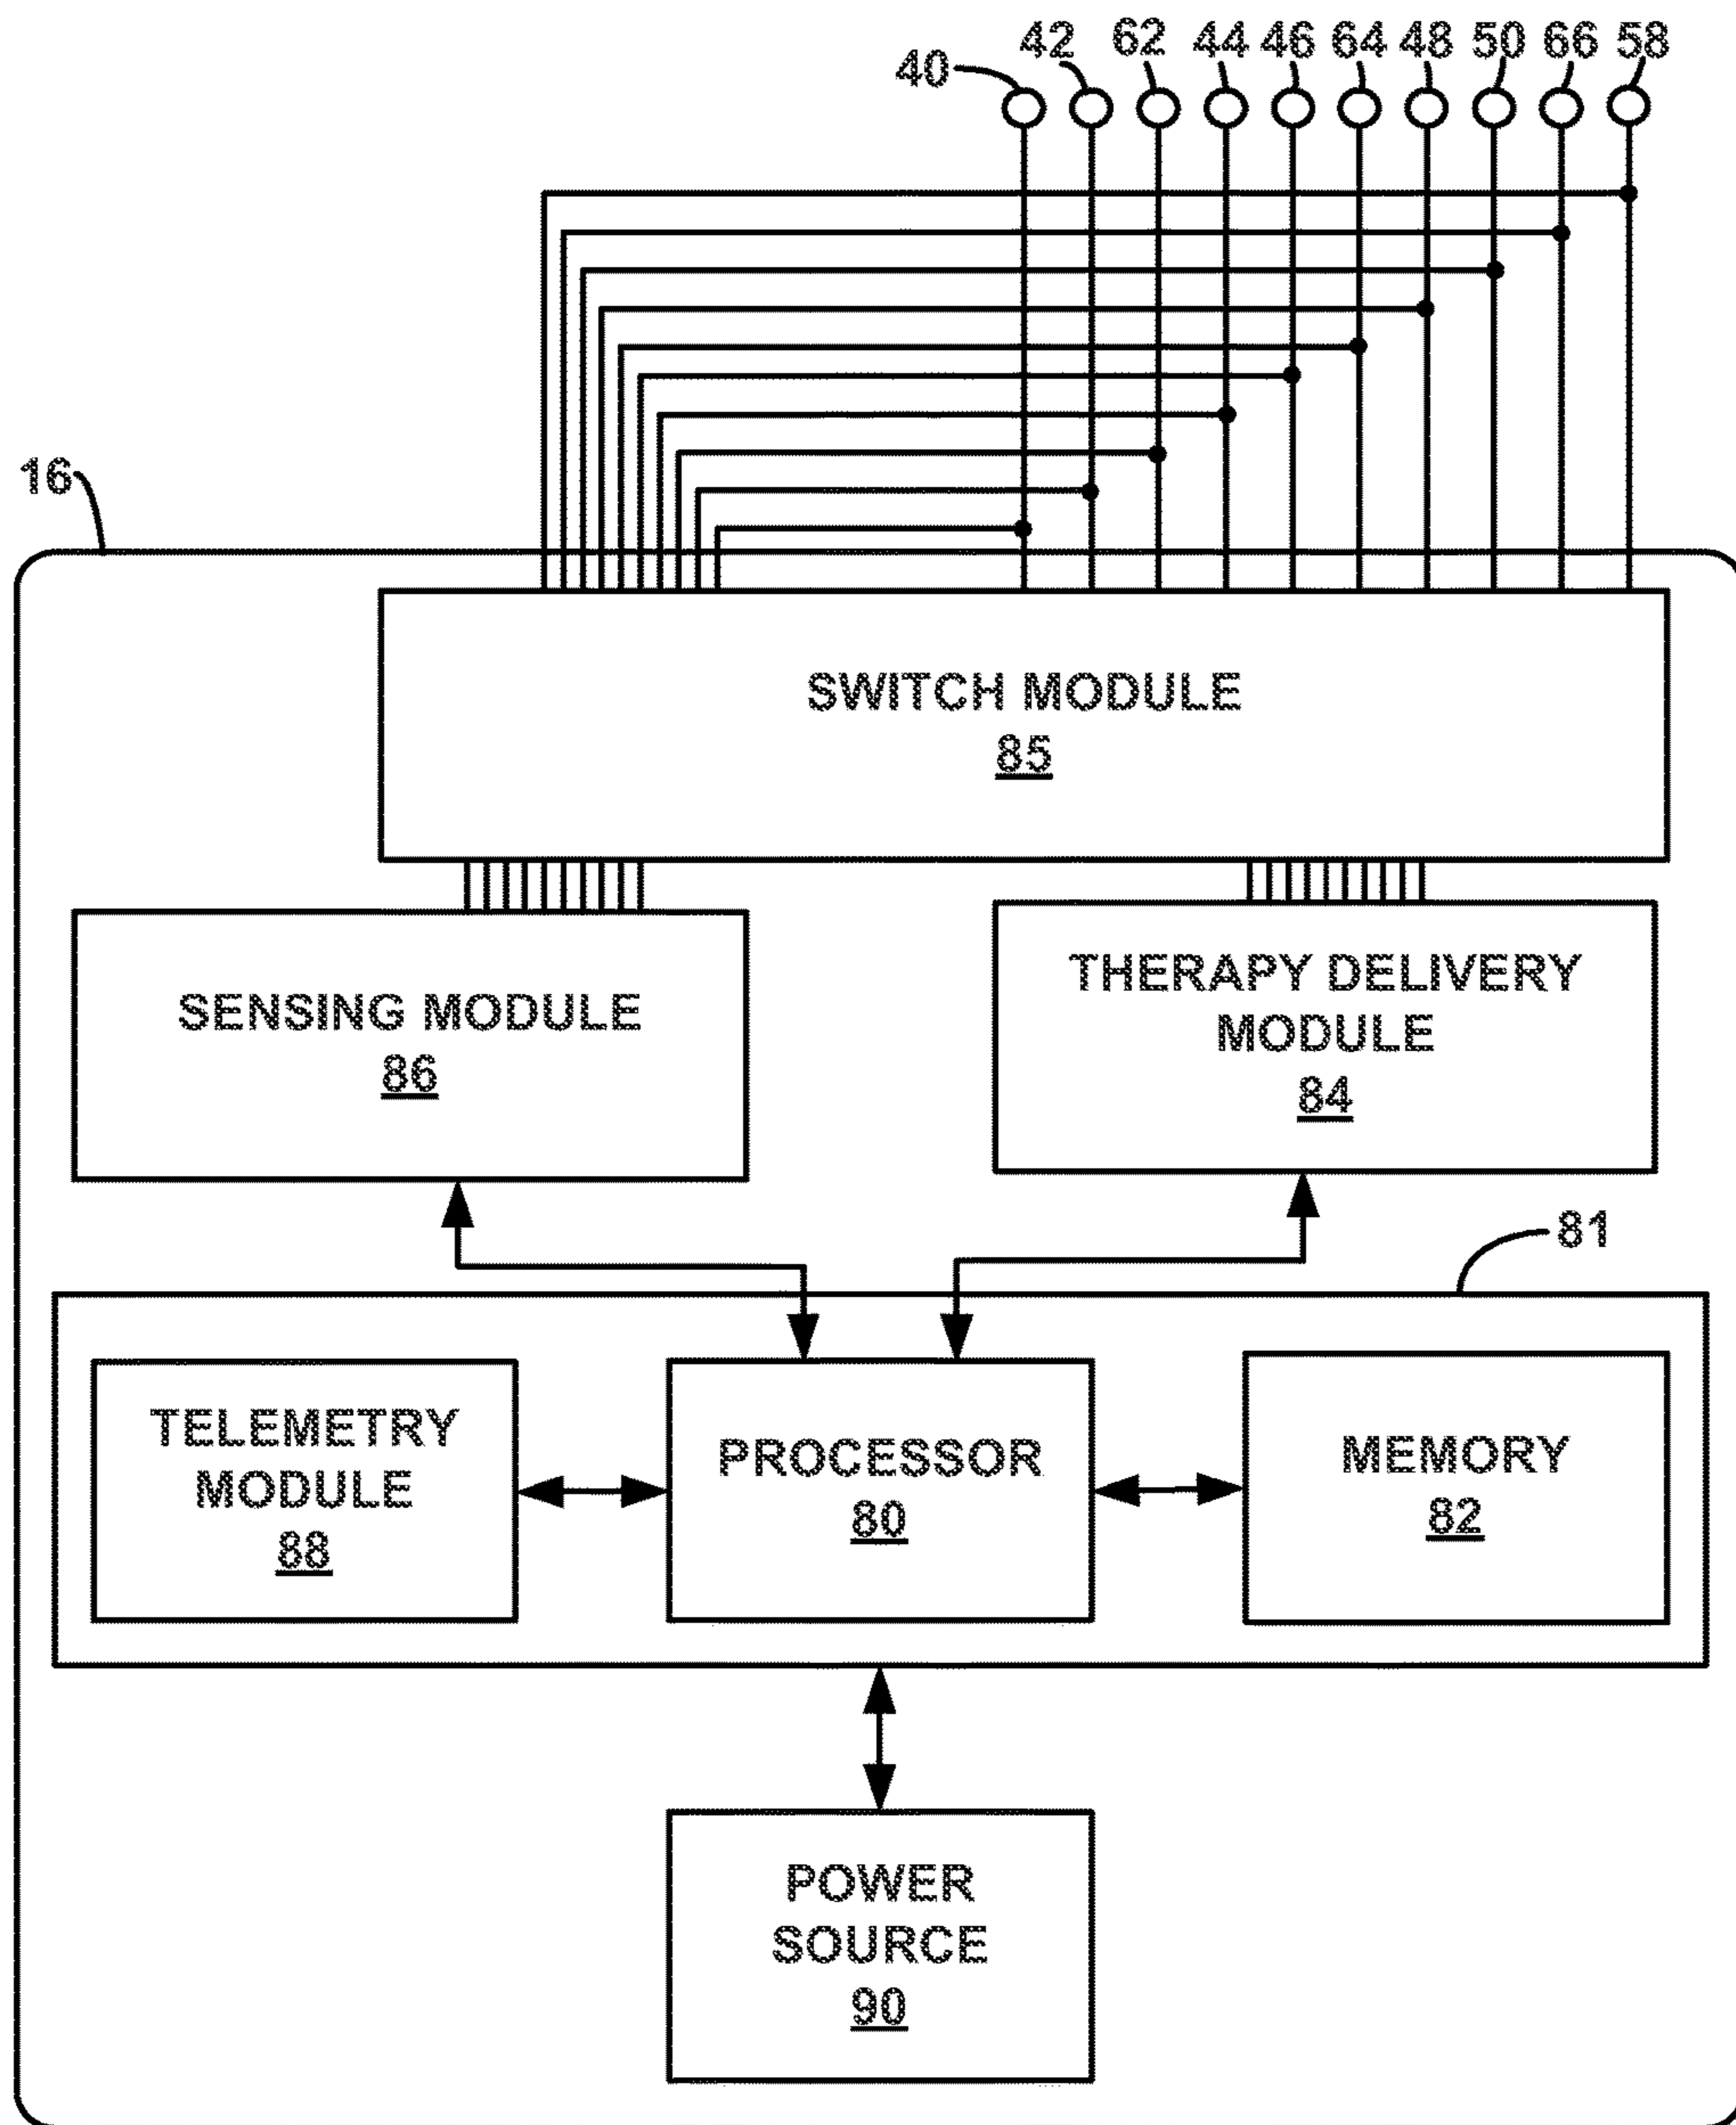 40 42 62 44 46 64 48 50 66 58
16
SWITCH MODULE
85
SENSING MODULE
86
THERAPY DELIVERY
MODULE
84
81
TELEMETRY
MODULE
88
PROCESSOR
80
MEMORY
82
POWER
SOURCE
90